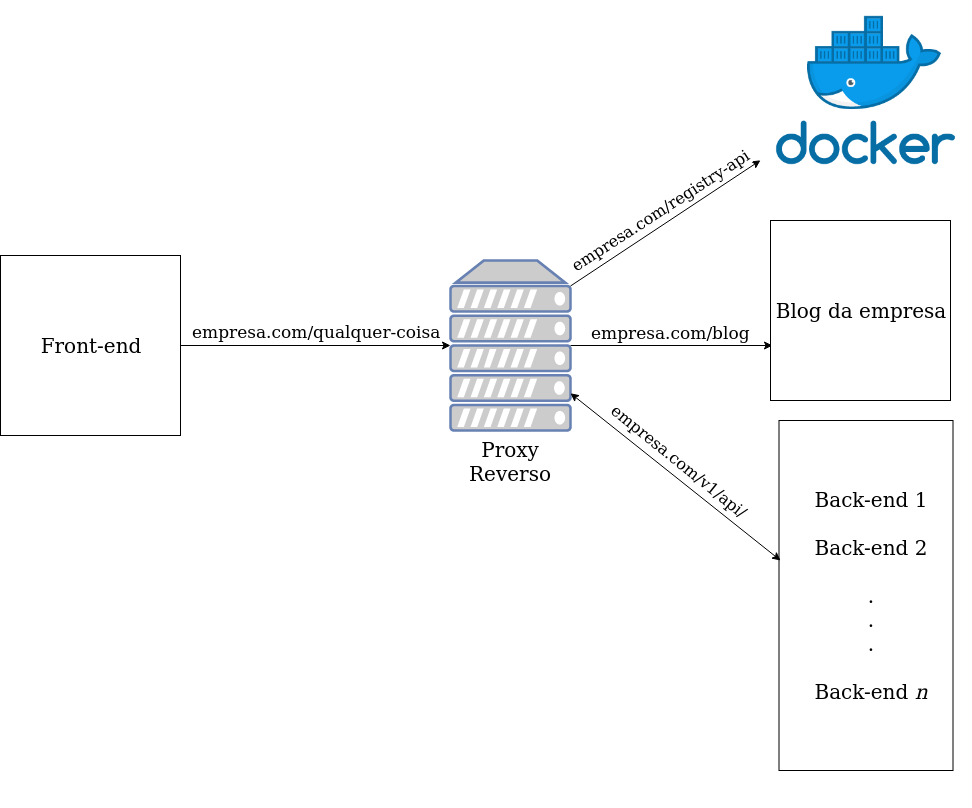 docker
empresa.com/registry-api
Blog da empresa
Front-end
empresa.com/qualquer-coisa
empresa.com/blog
Proxy
Reverso
empresa.com/v1/api/
Back-end 1
Back-end 2
.
.
.
Back-end n